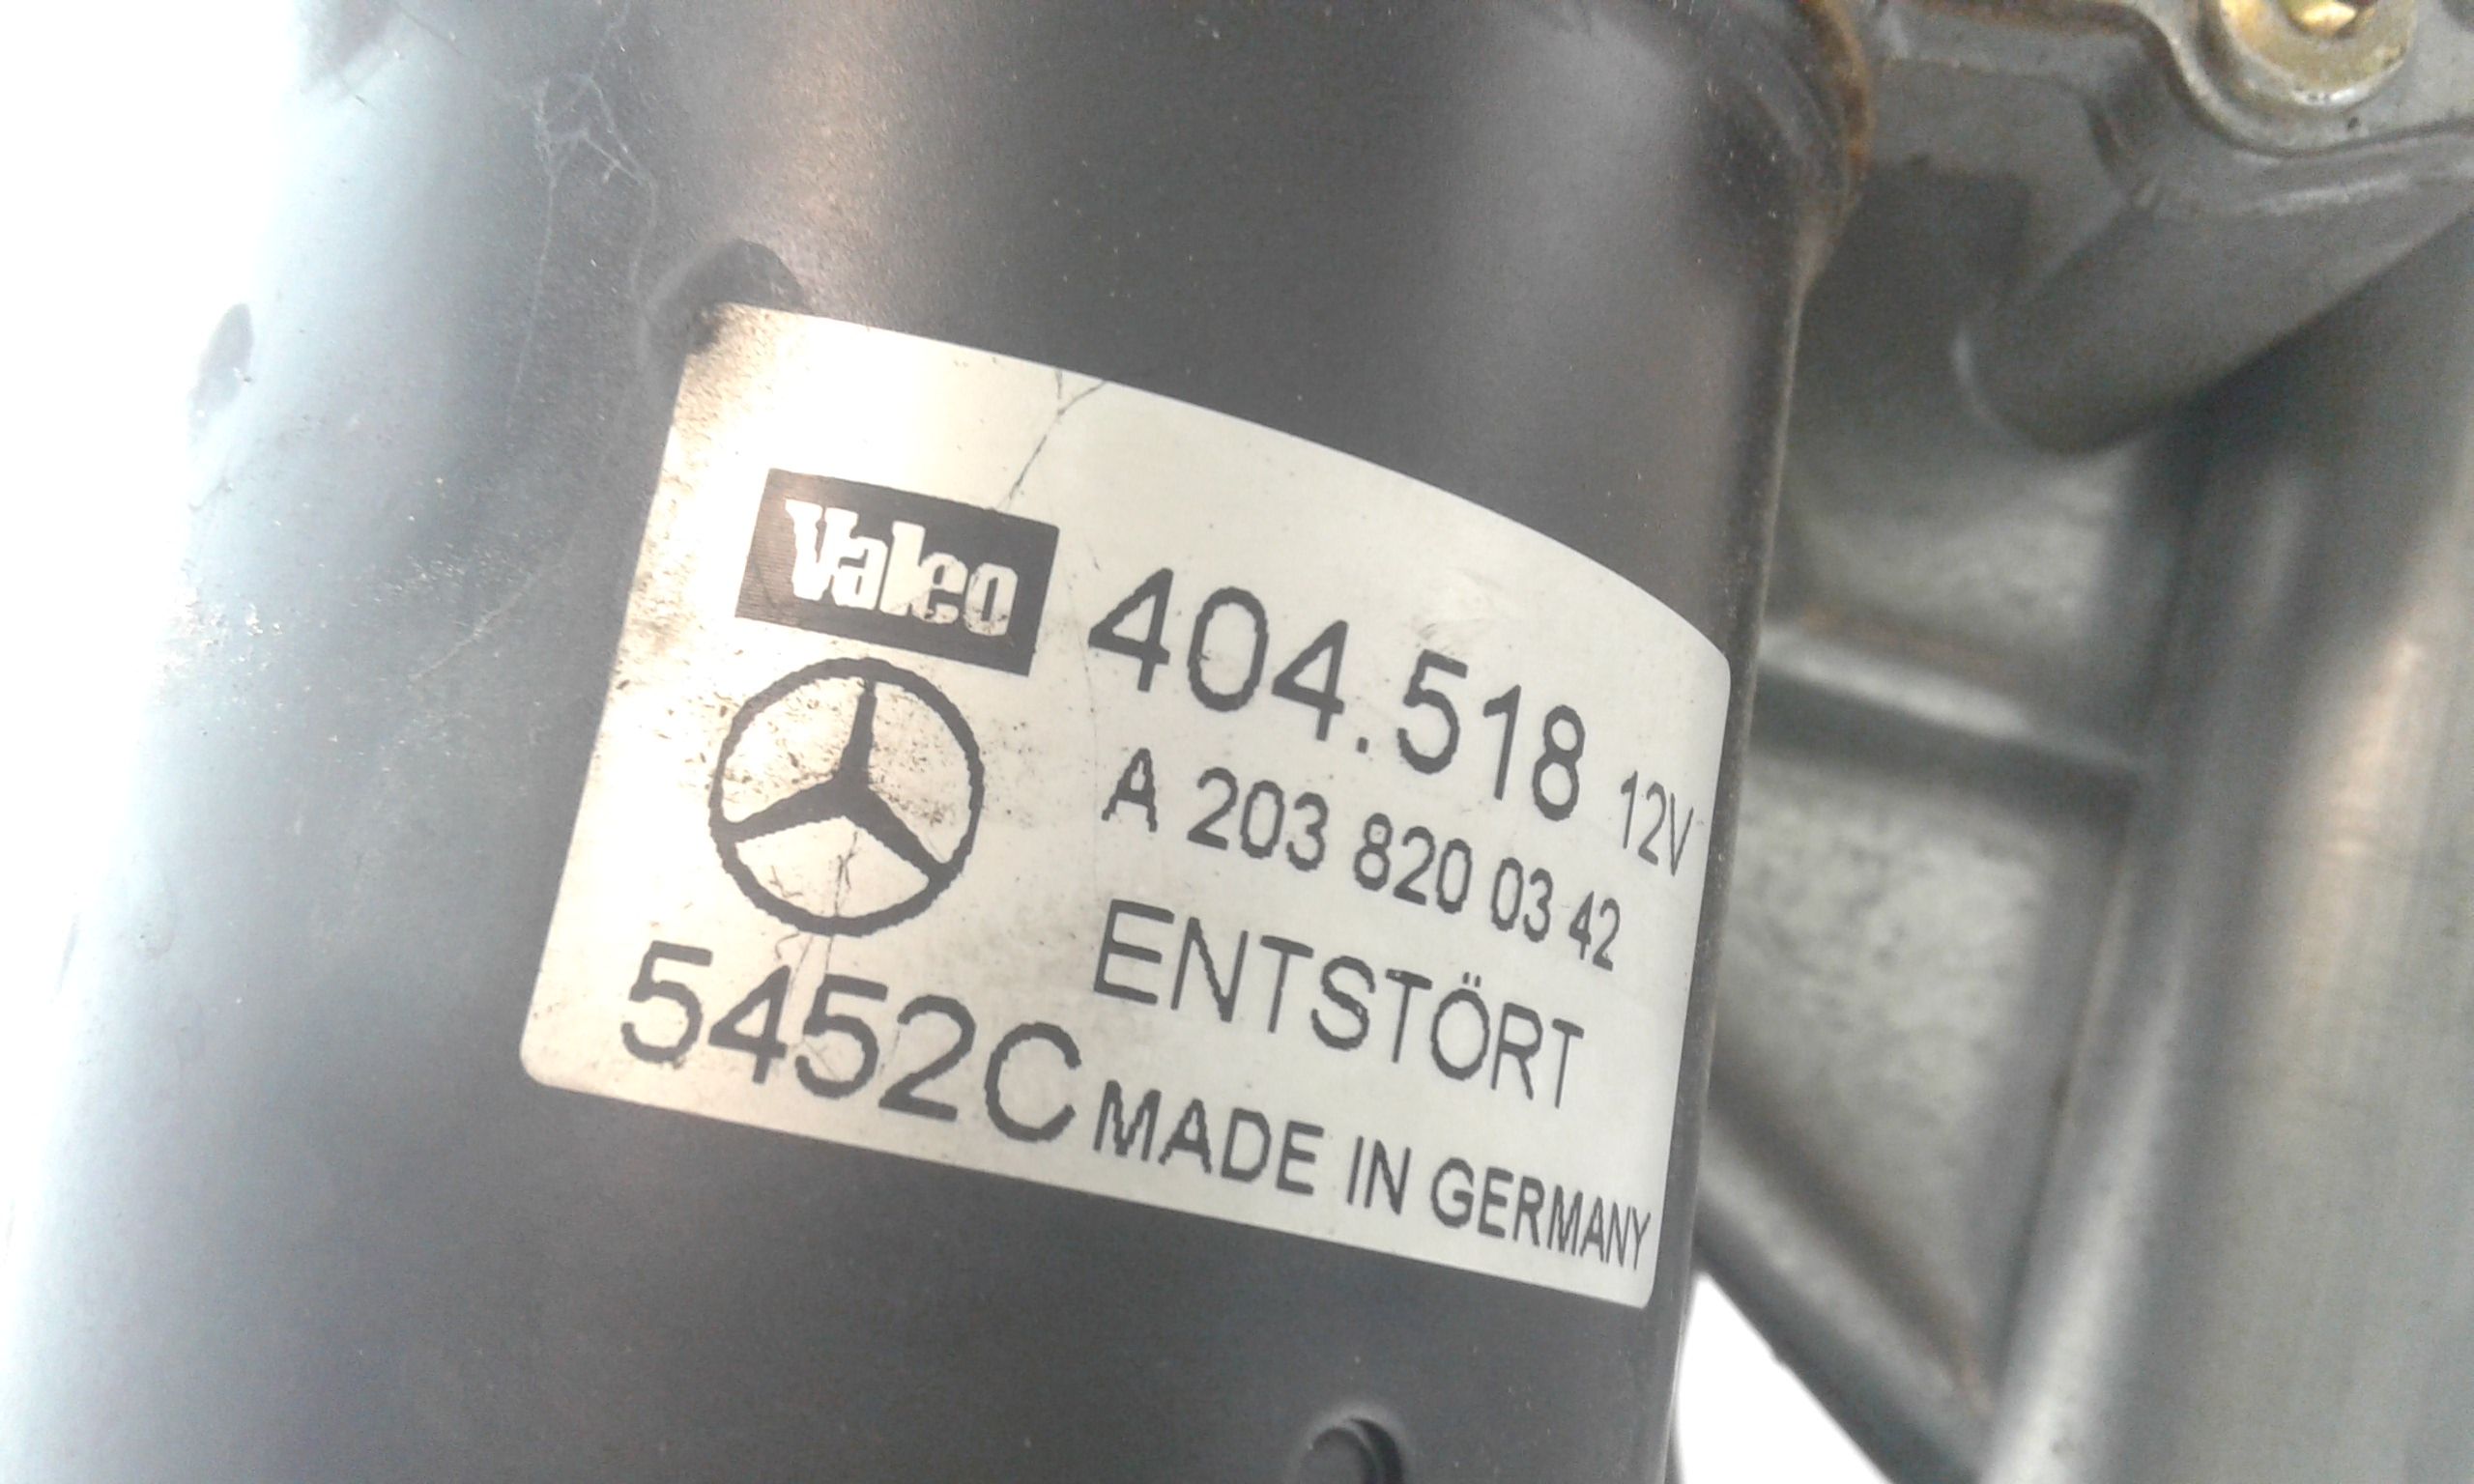 Valeo 404.518 12V
A 203 820 03 42
ENTSTÖRT
5452C MADE IN GERMANY